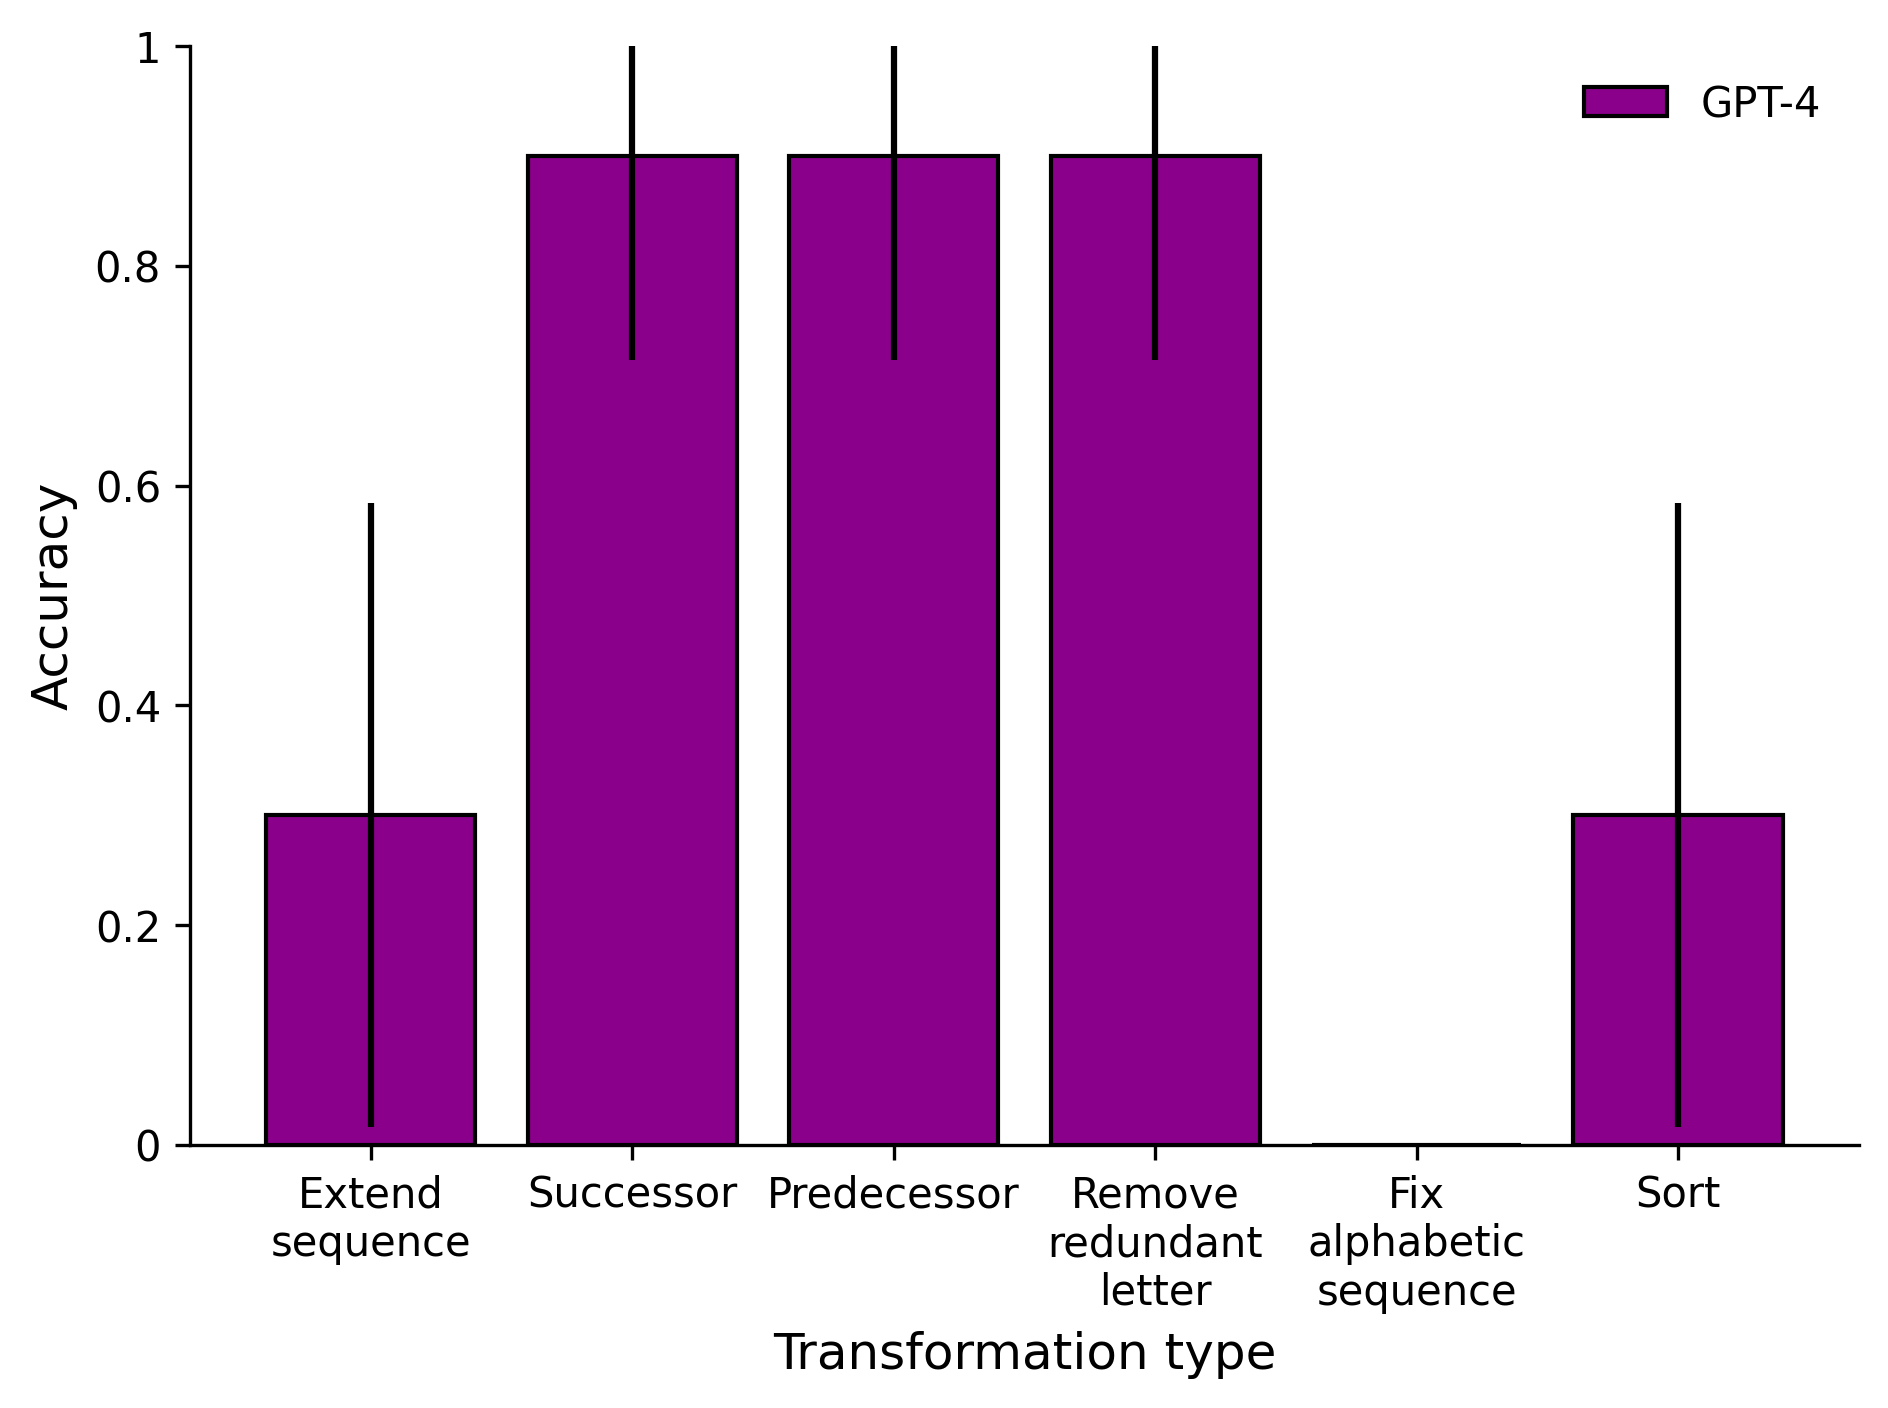 1
0.8
0.6
0.4
0.2
0
Accuracy
GPT-4
Extend
sequence
Successor
Predecessor
Remove
redundant
letter
Fix
alphabetic
sequence
Sort
Transformation type